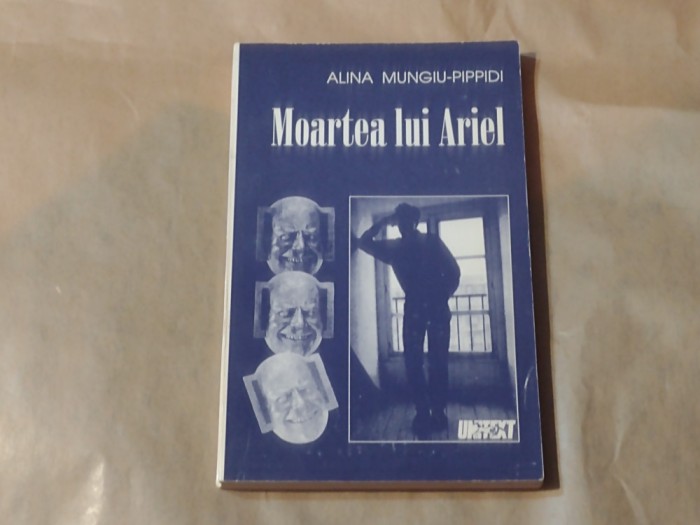 ALINA MUNGIU-PIPPIDI
Moartea lui Ariel
UNITEXT